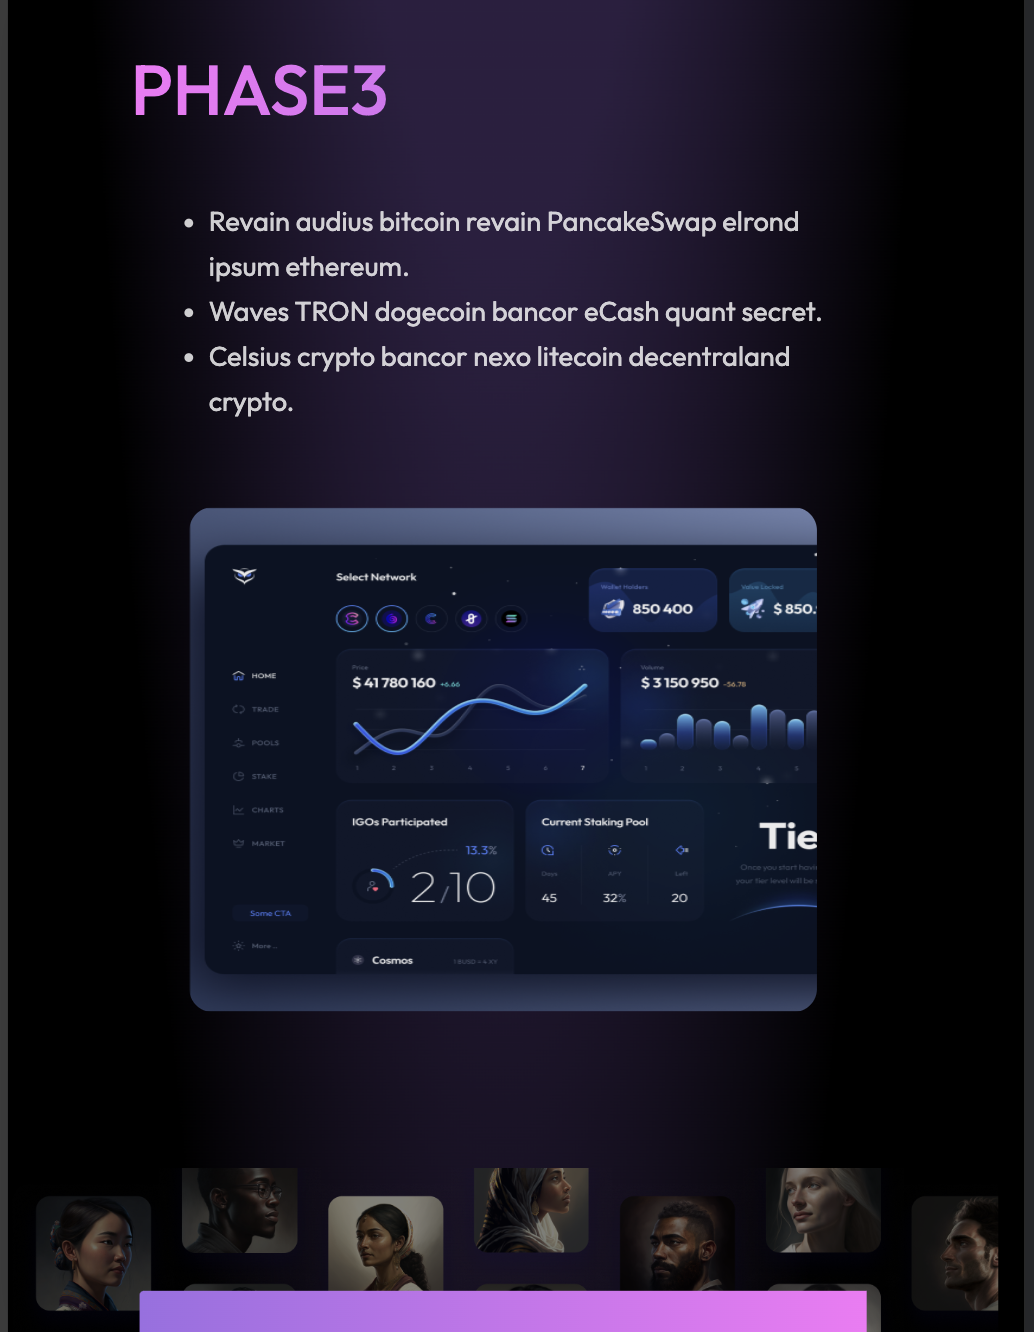 PHASE3
• Revain audius bitcoin revain PancakeSwap elrond
ipsum ethereum.
• Waves TRON dogecoin bancor eCash quant secret.
• Celsius crypto bancor nexo litecoin decentraland
crypto.
Select Network
Wallet Holders
850 400
Value Locked
$ 850.
HOME
TRADE
POOLS
STAKE
CHARTS
MARKET
Some CTA
More...
Price
$ 41 780 160 +6.66
1 2 3 4 5 6 7
Volume
$ 3 150 950 -56.78
1 2 3 4 5
IGOs Participated
13.3%
2/10
Current Staking Pool
Days APY Left
45 32% 20
Tie
Once you start havi
your tier level will be
Cosmos
1 BUSD = 4 XY